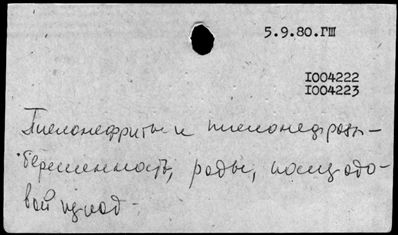 5.9.80.ГШ
I004222
I004223
Пиелонефриты и пиелонефрозы-
беременность, роды, послеродо-
вой период.